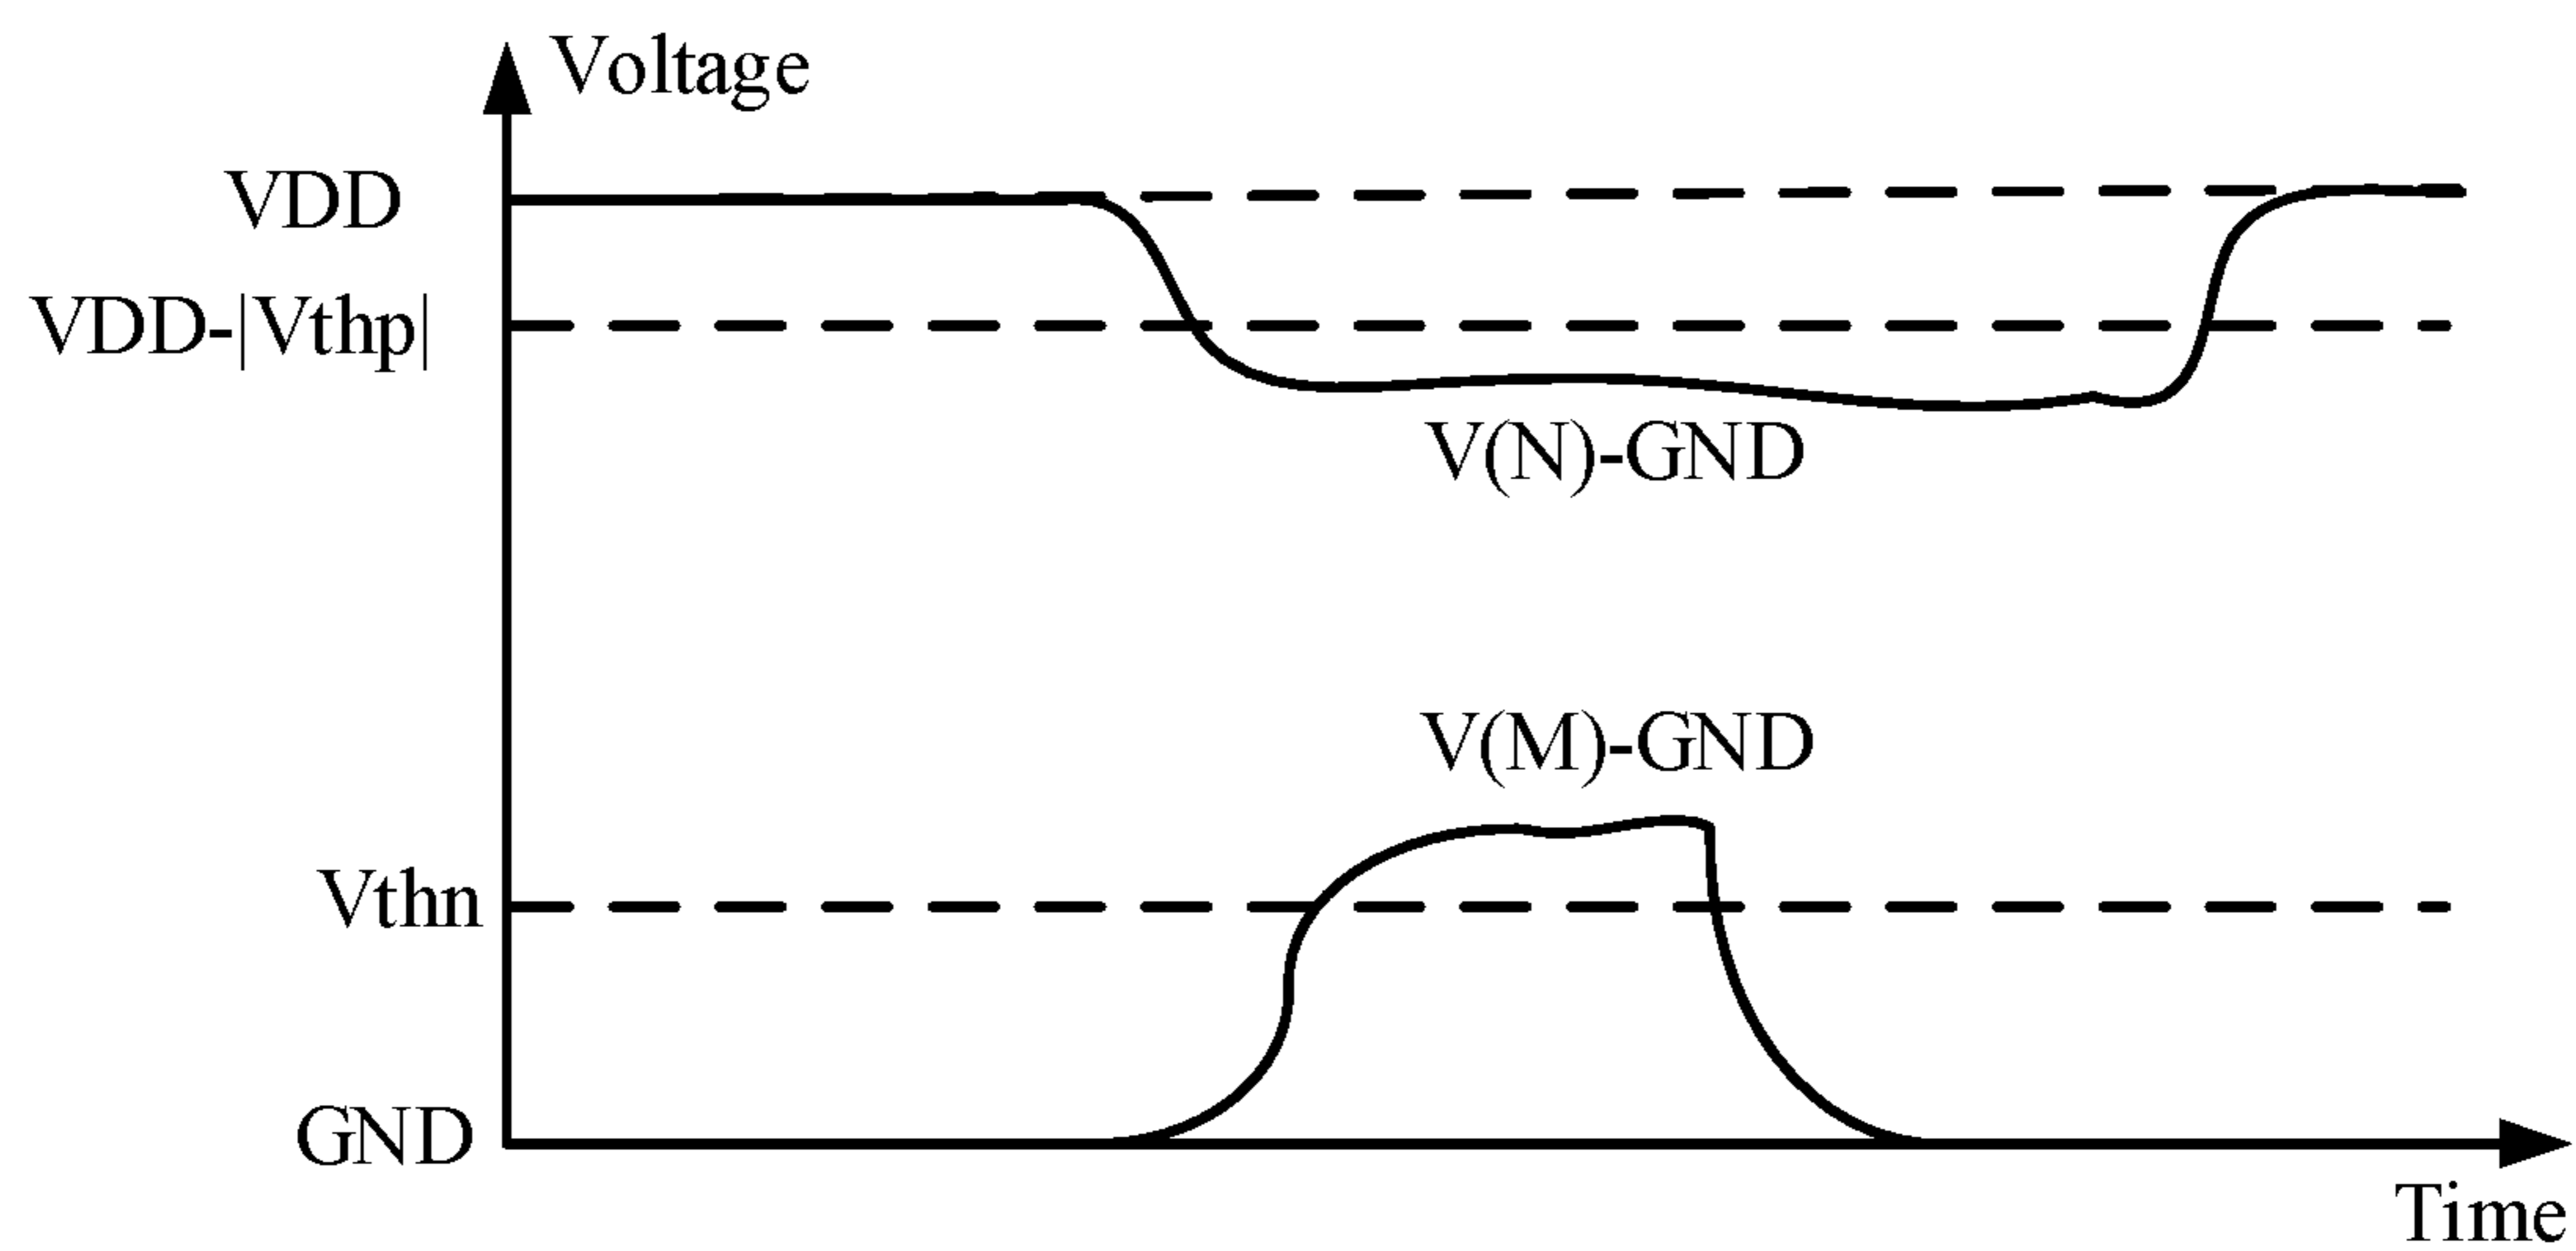 Voltage
VDD
VDD-|Vthp|
V(N)-GND
V(M)-GND
Vthn
GND
Time